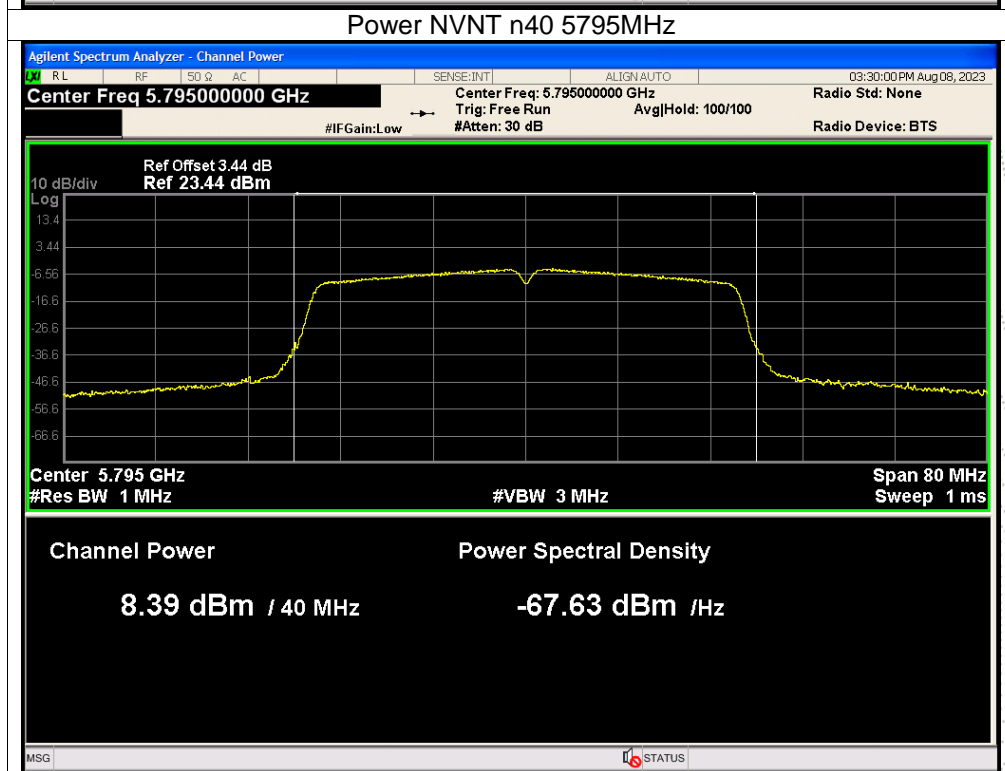 Power NVNT n40 5795MHz
Agilent Spectrum Analyzer - Channel Power
LXI RL RF 50 Ω AC SENSE:INT ALIGN AUTO 03:30:00 PM Aug 08, 2023
Center Freq 5.795000000 GHz Center Freq: 5.795000000 GHz Radio Std: None
Trig: Free Run Avg|Hold: 100/100
#IFGain:Low #Atten: 30 dB Radio Device: BTS
Ref Offset 3.44 dB
10 dB/div Ref 23.44 dBm
Log
13.4
3.44
-6.56
-16.6
-26.6
-36.6
-46.6
-56.6
-66.6
Center 5.795 GHz Span 80 MHz
#Res BW 1 MHz #VBW 3 MHz Sweep 1 ms
Channel Power Power Spectral Density
8.39 dBm / 40 MHz -67.63 dBm /Hz
MSG STATUS